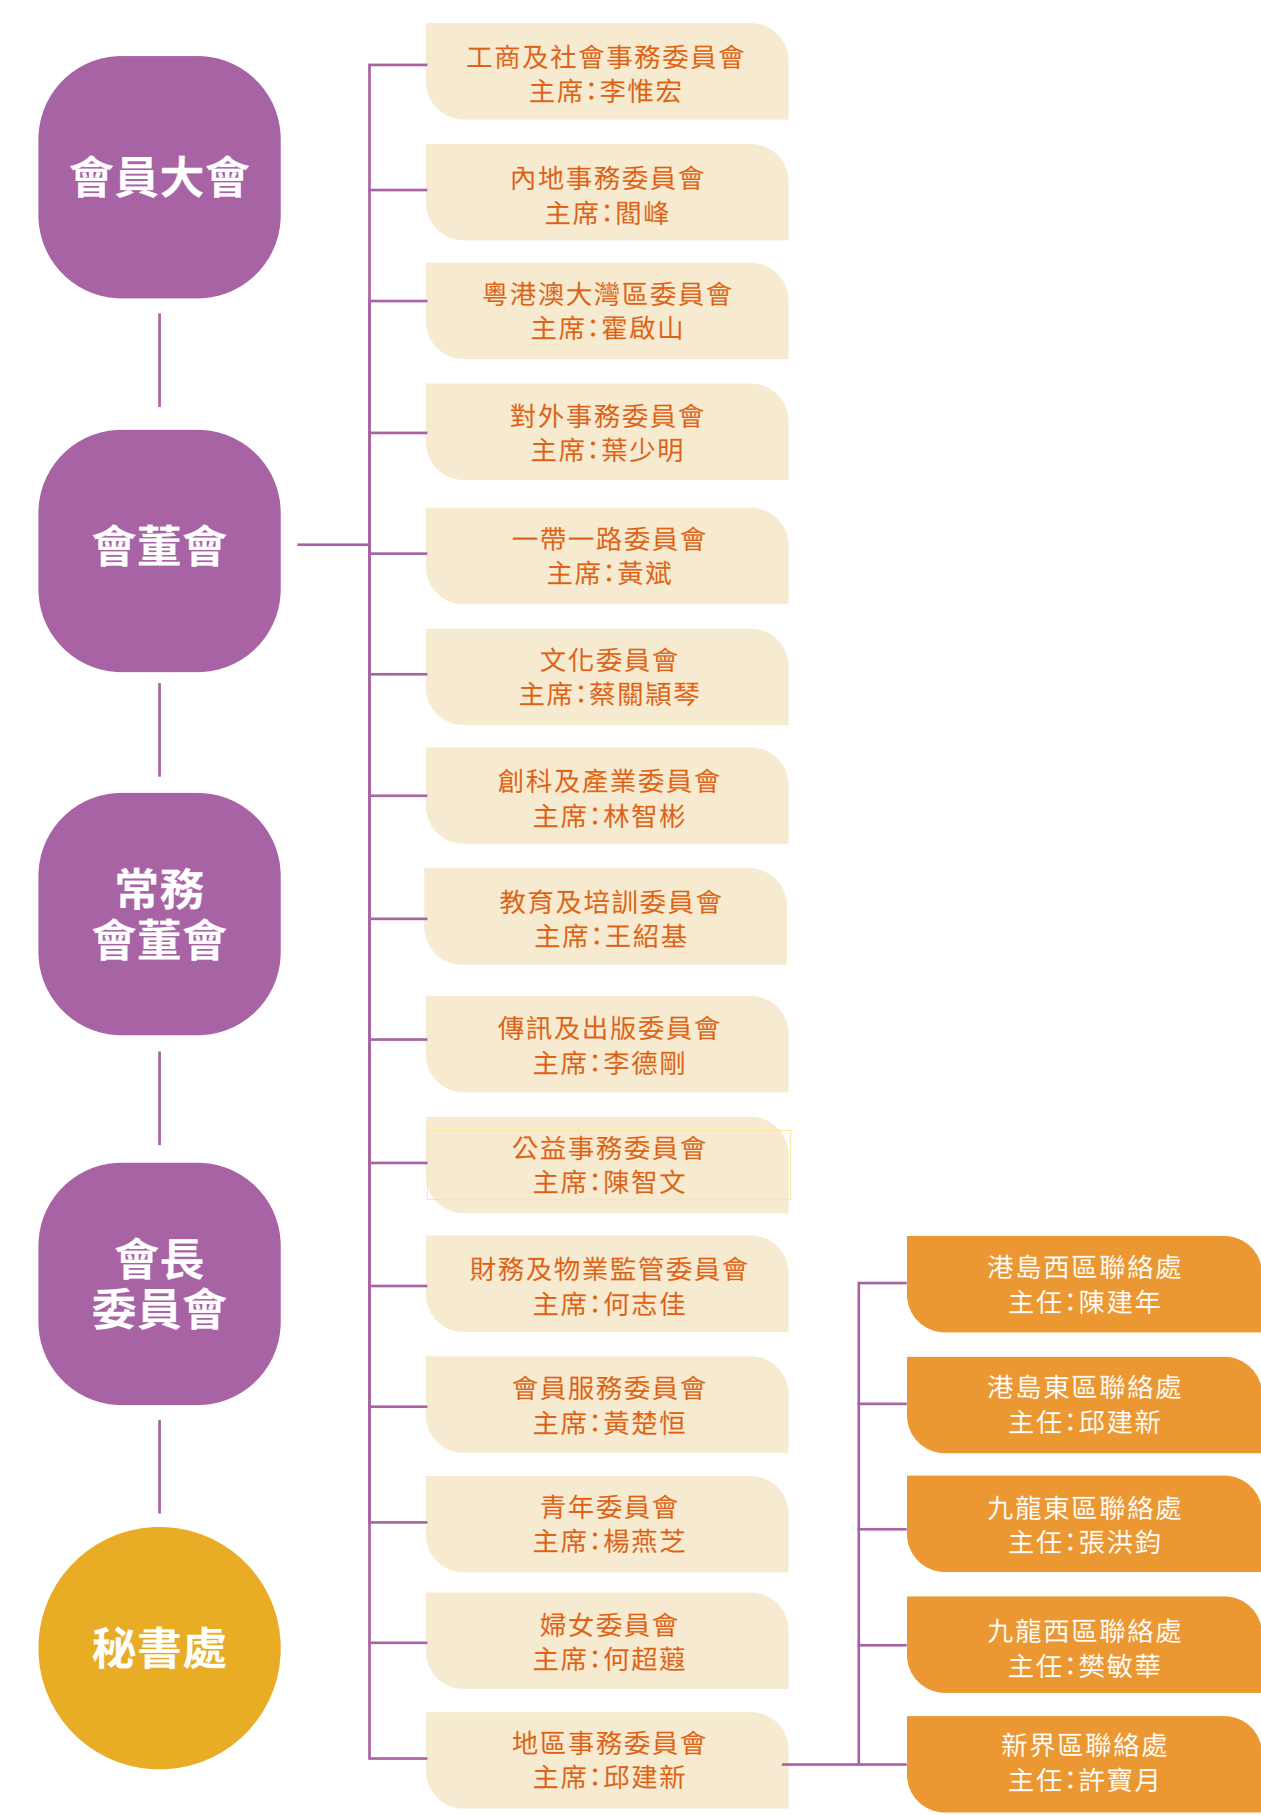 會員大會
會董會
常務
會董會
會長
委員會
秘書處
工商及社會事務委員會
主席：李惟宏
內地事務委員會
主席：閻峰
粵港澳大灣區委員會
主席：霍啟山
對外事務委員會
主席：葉少明
一帶一路委員會
主席：黃斌
文化委員會
主席：蔡關頴琴
創科及產業委員會
主席：林智彬
教育及培訓委員會
主席：王紹基
傳訊及出版委員會
主席：李德剛
公益事務委員會
主席：陳智文
財務及物業監管委員會
主席：何志佳
會員服務委員會
主席：黃楚恒
青年委員會
主席：楊燕芝
婦女委員會
主席：何超蕸
地區事務委員會
主席：邱建新
港島西區聯絡處
主任：陳建年
港島東區聯絡處
主任：邱建新
九龍東區聯絡處
主任：張洪鈞
九龍西區聯絡處
主任：樊敏華
新界區聯絡處
主任：許寶月